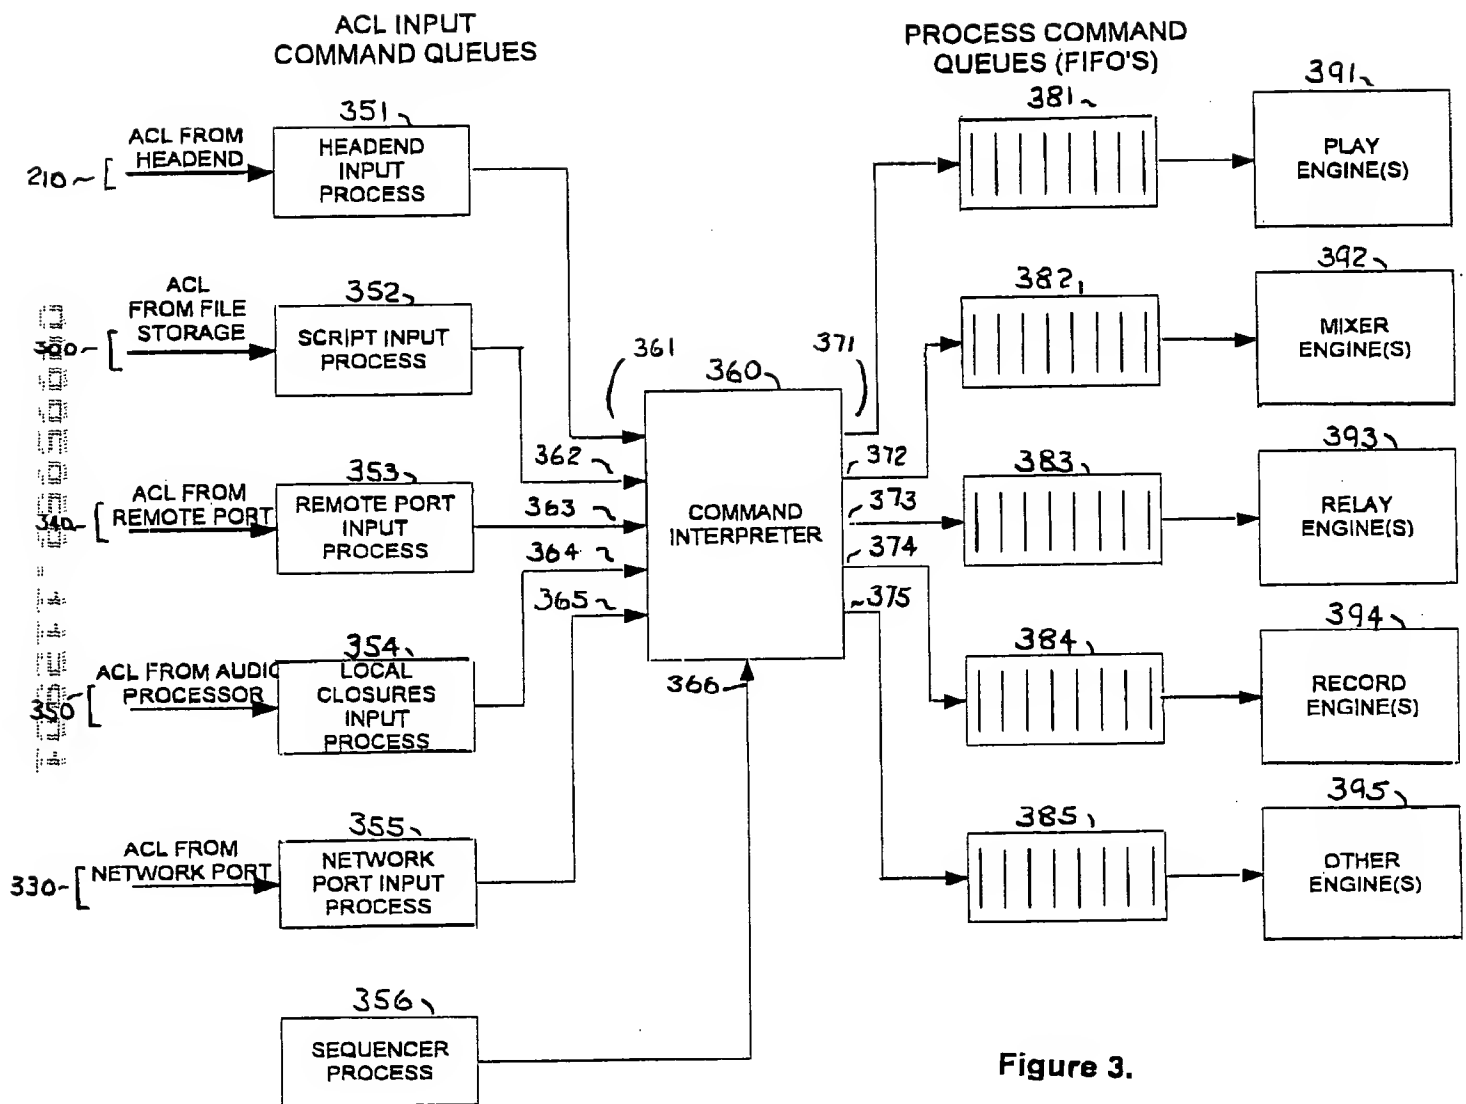 ACL INPUT
COMMAND QUEUES
PROCESS COMMAND
QUEUES (FIFO'S)
351
ACL FROM
HEADEND
210
HEADEND
INPUT
PROCESS
381
391
PLAY
ENGINE(S)
352
ACL
FROM FILE
STORAGE
SCRIPT INPUT
PROCESS
382
392
MIXER
ENGINE(S)
361
371
360
COMMAND
INTERPRETER
362
372
353
ACL FROM
REMOTE PORT
340
REMOTE PORT
INPUT
PROCESS
363
373
383
393
RELAY
ENGINE(S)
364
374
365
375
354
ACL FROM AUDIO
PROCESSOR
350
LOCAL
CLOSURES
INPUT
PROCESS
366
384
394
RECORD
ENGINE(S)
355
ACL FROM
NETWORK PORT
330
NETWORK
PORT INPUT
PROCESS
385
395
OTHER
ENGINE(S)
356
SEQUENCER
PROCESS
Figure 3.